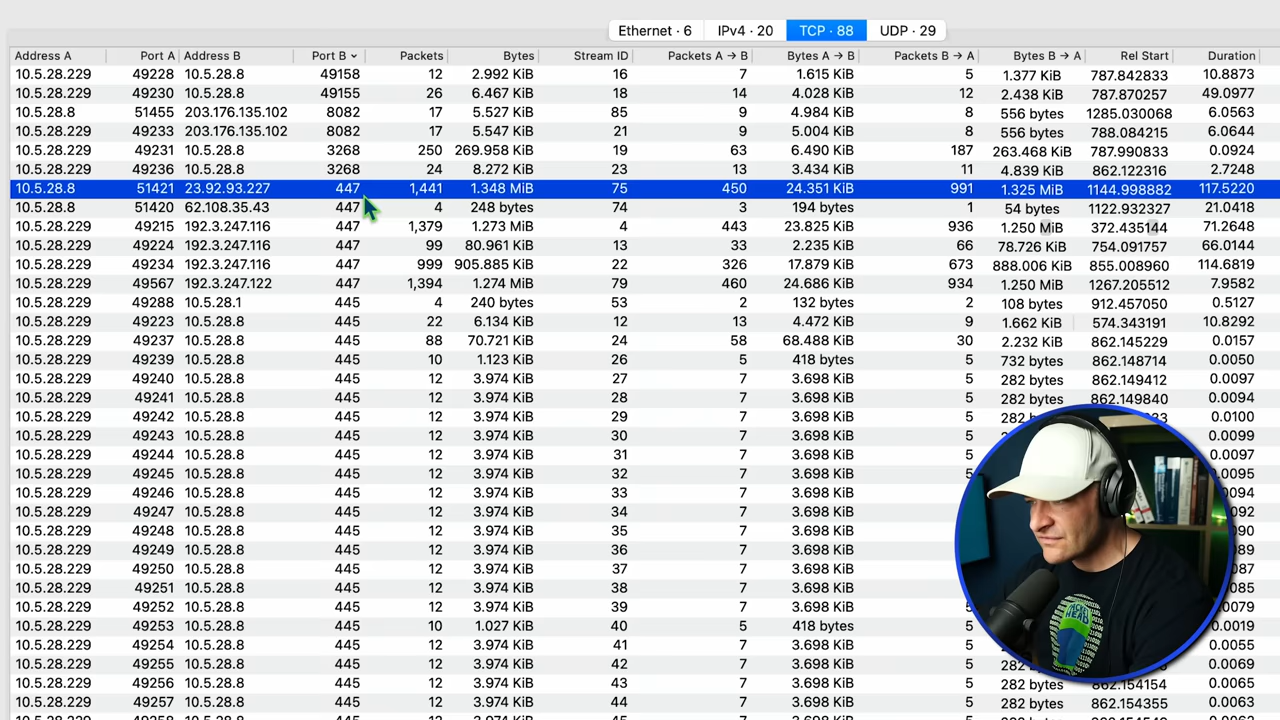 Ethernet · 6 IPv4 · 20 TCP · 88 UDP · 29
Address A Port A Address B Port B Packets Bytes Stream ID Packets A → B Bytes A → B Packets B → A Bytes B → A Rel Start Duration
10.5.28.229 49228 10.5.28.8 49158 12 2.992 KiB 16 7 1.615 KiB 5 1.377 KiB 787.842833 10.8873
10.5.28.229 49230 10.5.28.8 49155 26 6.467 KiB 18 14 4.028 KiB 12 2.438 KiB 787.870257 49.0977
10.5.28.8 51455 203.176.135.102 8082 17 5.527 KiB 85 9 4.984 KiB 8 556 bytes 1285.030068 6.0563
10.5.28.229 49233 203.176.135.102 8082 17 5.547 KiB 21 9 5.004 KiB 8 556 bytes 788.084215 6.0644
10.5.28.229 49231 10.5.28.8 3268 250 269.958 KiB 19 63 6.490 KiB 187 263.468 KiB 787.990833 0.0924
10.5.28.229 49236 10.5.28.8 3268 24 8.272 KiB 23 13 3.434 KiB 11 4.839 KiB 862.122316 2.7248
10.5.28.8 51421 23.92.93.227 447 1,441 1.348 MiB 75 450 24.351 KiB 991 1.325 MiB 1144.998882 117.5220
10.5.28.8 51420 62.108.35.43 447 4 248 bytes 74 3 194 bytes 1 54 bytes 1122.932327 21.0418
10.5.28.229 49215 192.3.247.116 447 1,379 1.273 MiB 4 443 23.825 KiB 936 1.250 MiB 372.435144 71.2648
10.5.28.229 49224 192.3.247.116 447 99 80.961 KiB 13 33 2.235 KiB 66 78.726 KiB 754.091757 66.0144
10.5.28.229 49234 192.3.247.116 447 999 905.885 KiB 22 326 17.879 KiB 673 888.006 KiB 855.008960 114.6819
10.5.28.229 49567 192.3.247.122 447 1,394 1.274 MiB 79 460 24.686 KiB 934 1.250 MiB 1267.205512 7.9582
10.5.28.229 49288 10.5.28.1 445 4 240 bytes 53 2 132 bytes 2 108 bytes 912.457050 0.5127
10.5.28.229 49223 10.5.28.8 445 22 6.134 KiB 12 13 4.472 KiB 9 1.662 KiB 574.343191 10.8292
10.5.28.229 49237 10.5.28.8 445 88 70.721 KiB 24 58 68.488 KiB 30 2.232 KiB 862.145229 0.0157
10.5.28.229 49239 10.5.28.8 445 10 1.123 KiB 26 5 418 bytes 5 732 bytes 862.148714 0.0050
10.5.28.229 49240 10.5.28.8 445 12 3.974 KiB 27 7 3.698 KiB 5 282 bytes 862.149412 0.0097
10.5.28.229 49241 10.5.28.8 445 12 3.974 KiB 28 7 3.698 KiB 5 282 bytes 862.149840 0.0094
10.5.28.229 49242 10.5.28.8 445 12 3.974 KiB 29 7 3.698 KiB 5 0.0100
10.5.28.229 49243 10.5.28.8 445 12 3.974 KiB 30 7 3.698 KiB 5 0.0099
10.5.28.229 49244 10.5.28.8 445 12 3.974 KiB 31 7 3.698 KiB 5
10.5.28.229 49245 10.5.28.8 445 12 3.974 KiB 32 7 3.698 KiB 5
10.5.28.229 49246 10.5.28.8 445 12 3.974 KiB 33 7 3.698 KiB
10.5.28.229 49247 10.5.28.8 445 12 3.974 KiB 34 7 3.698 KiB
10.5.28.229 49248 10.5.28.8 445 12 3.974 KiB 35 7 3.698 KiB
10.5.28.229 49249 10.5.28.8 445 12 3.974 KiB 36 7 3.698 KiB
10.5.28.229 49250 10.5.28.8 445 12 3.974 KiB 37 7 3.698 KiB
10.5.28.229 49251 10.5.28.8 445 12 3.974 KiB 38 7 3.698 KiB
10.5.28.229 49252 10.5.28.8 445 12 3.974 KiB 39 7 3.698 KiB
10.5.28.229 49253 10.5.28.8 445 10 1.027 KiB 40 5 418 bytes 5 0.0019
10.5.28.229 49254 10.5.28.8 445 12 3.974 KiB 41 7 3.698 KiB 5 0.0055
10.5.28.229 49255 10.5.28.8 445 12 3.974 KiB 42 7 3.698 KiB 5 0.0069
10.5.28.229 49256 10.5.28.8 445 12 3.974 KiB 43 7 3.698 KiB 5 282 bytes 862.154154 0.0065
10.5.28.229 49257 10.5.28.8 445 12 3.974 KiB 44 7 3.698 KiB 5 282 bytes 0.0063